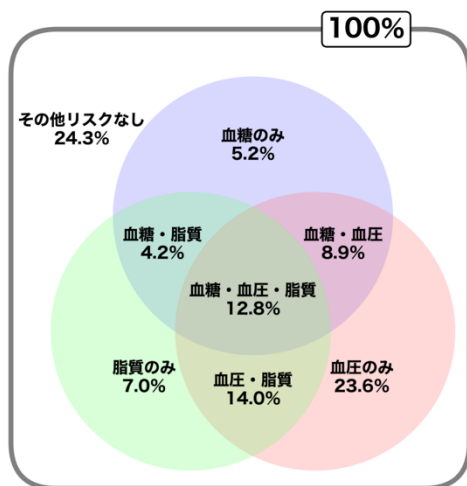 100%
その他リスクなし
24.3%
血糖のみ
5.2%
血糖・脂質
4.2%
血糖・血圧
8.9%
血糖・血圧・脂質
12.8%
脂質のみ
7.0%
血圧・脂質
14.0%
血圧のみ
23.6%